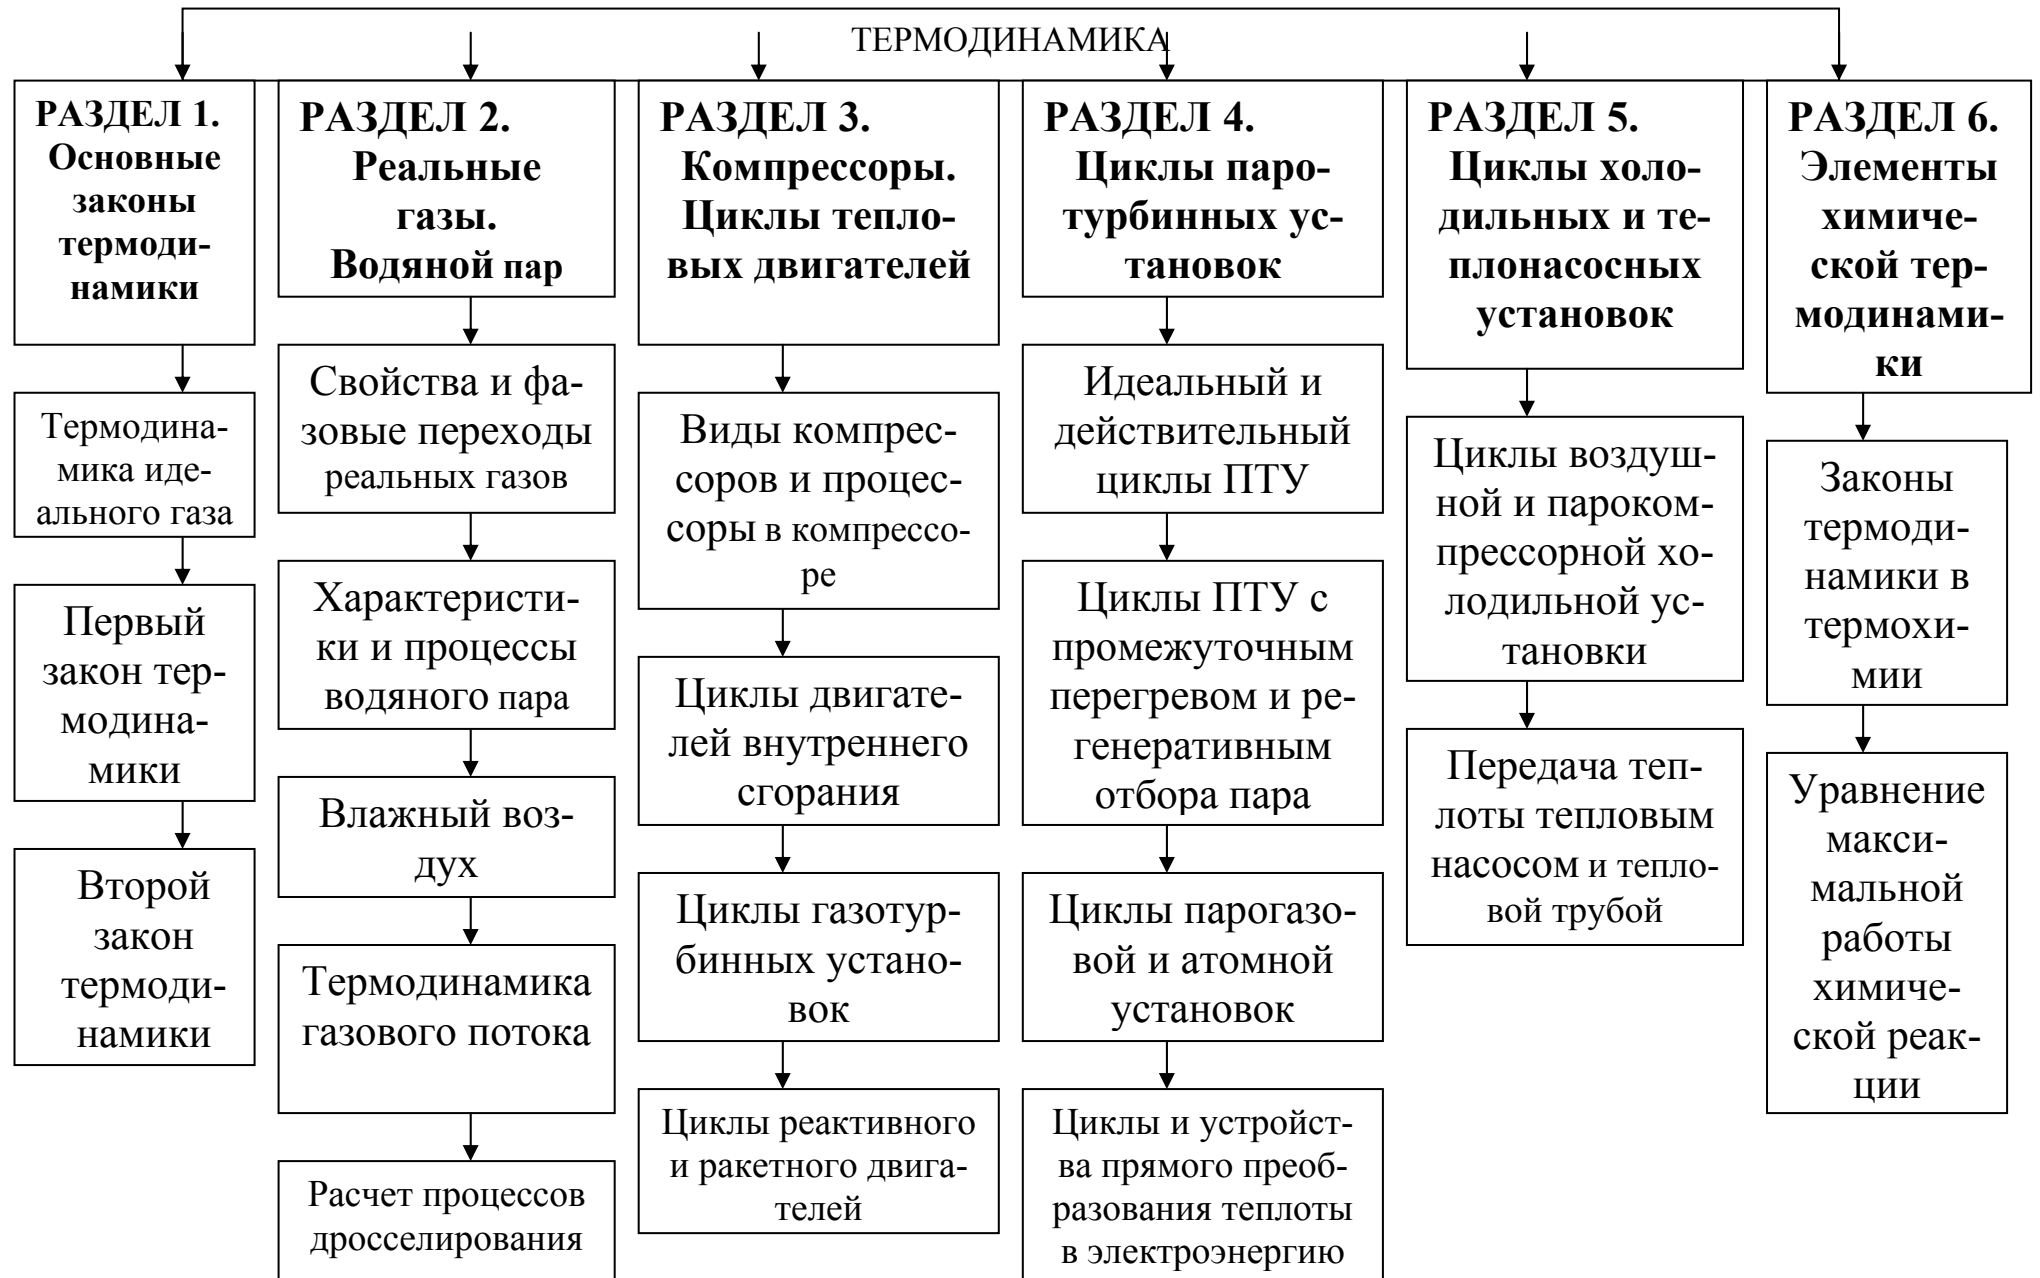 ТЕРМОДИНАМИКА
РАЗДЕЛ 1.
Основные
законы
термоди-
намики
Термодина-
мика иде-
ального газа
Первый
закон тер-
модина-
мики
Второй
закон
термоди-
намики
РАЗДЕЛ 2.
Реальные
газы.
Водяной пар
Свойства и фа-
зовые переходы
реальных газов
Характеристи-
ки и процессы
водяного пара
Влажный воз-
дух
Термодинамика
газового потока
Расчет процессов
дросселирования
РАЗДЕЛ 3.
Компрессоры.
Циклы тепло-
вых двигателей
Виды компрес-
соров и процес-
соры в компрессо-
ре
Циклы двигате-
лей внутреннего
сгорания
Циклы газотур-
бинных устано-
вок
Циклы реактивного
и ракетного двига-
телей
РАЗДЕЛ 4.
Циклы паро-
турбинных ус-
тановок
Идеальный и
действительный
циклы ПТУ
Циклы ПТУ с
промежуточным
перегревом и ре-
генеративным
отбора пара
Циклы парогазо-
вой и атомной
установок
Циклы и устройст-
ва прямого преоб-
разования теплоты
в электроэнергию
РАЗДЕЛ 5.
Циклы холо-
дильных и те-
плонасосных
установок
Циклы воздуш-
ной и пароком-
прессорной хо-
лодильной ус-
тановки
Передача теп-
лоты тепловым
насосом и тепло-
вой трубой
РАЗДЕЛ 6.
Элементы
химиче-
ской тер-
модинами-
ки
Законы
термоди-
намики в
термохи-
мии
Уравнение
макси-
мальной
работы
химиче-
ской реак-
ции